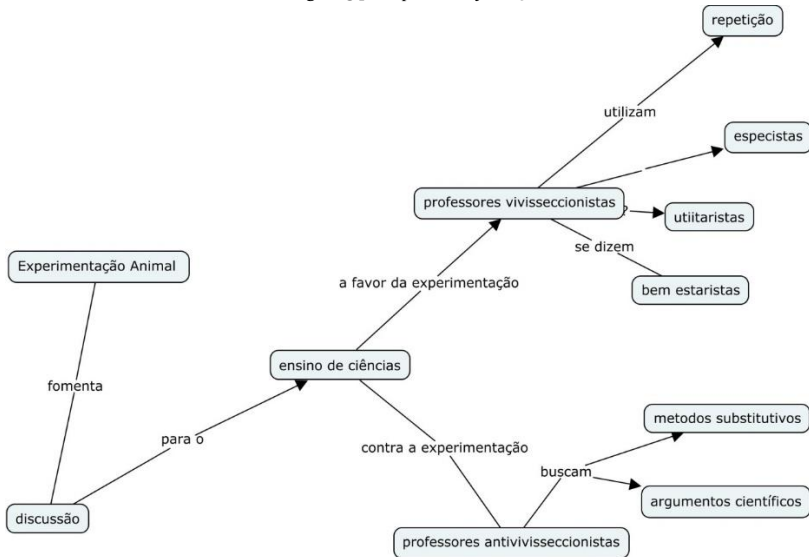 repetição
utilizam
especistas
professores vivisseccionistas
?
utiitaristas
se dizem
bem estaristas
Experimentação Animal
a favor da experimentação
ensino de ciências
fomenta
para o
contra a experimentação
metodos substitutivos
buscam
argumentos científicos
discussão
professores antivivisseccionistas